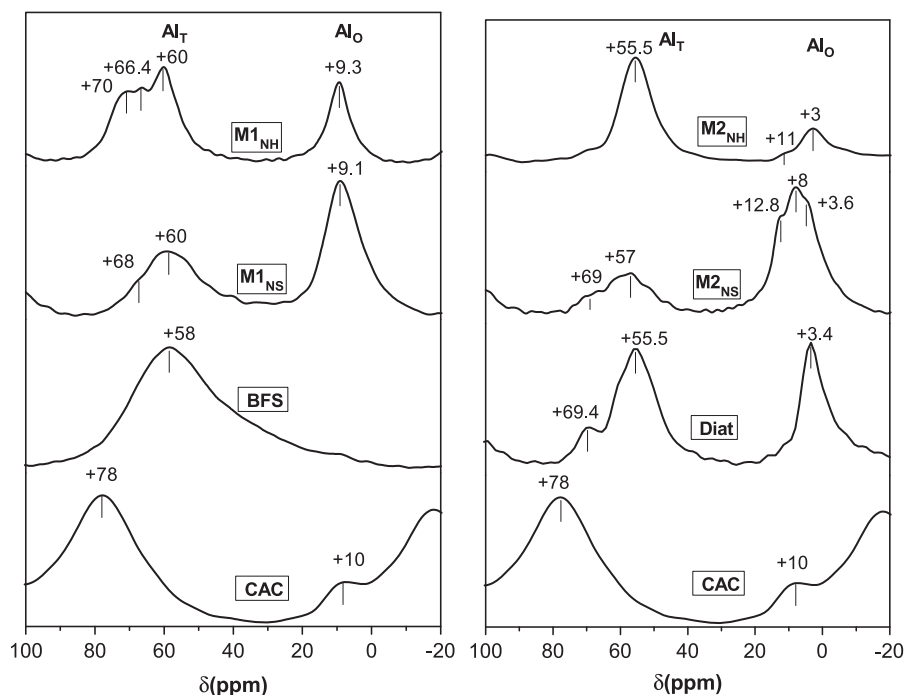 Al_T Al_O
+70 +66.4 +60 +9.3
M1_NH
+68 +60 +9.1
M1_NS
+58
BFS
+78 +10
CAC
100 80 60 40 20 0 -20
δ(ppm)
+55.5 Al_T Al_O
+11 +3
M2_NH
+69 +57 +12.8 +8 +3.6
M2_NS
+69.4 +55.5 +3.4
Diat
+78 +10
CAC
100 80 60 40 20 0 -20
δ(ppm)